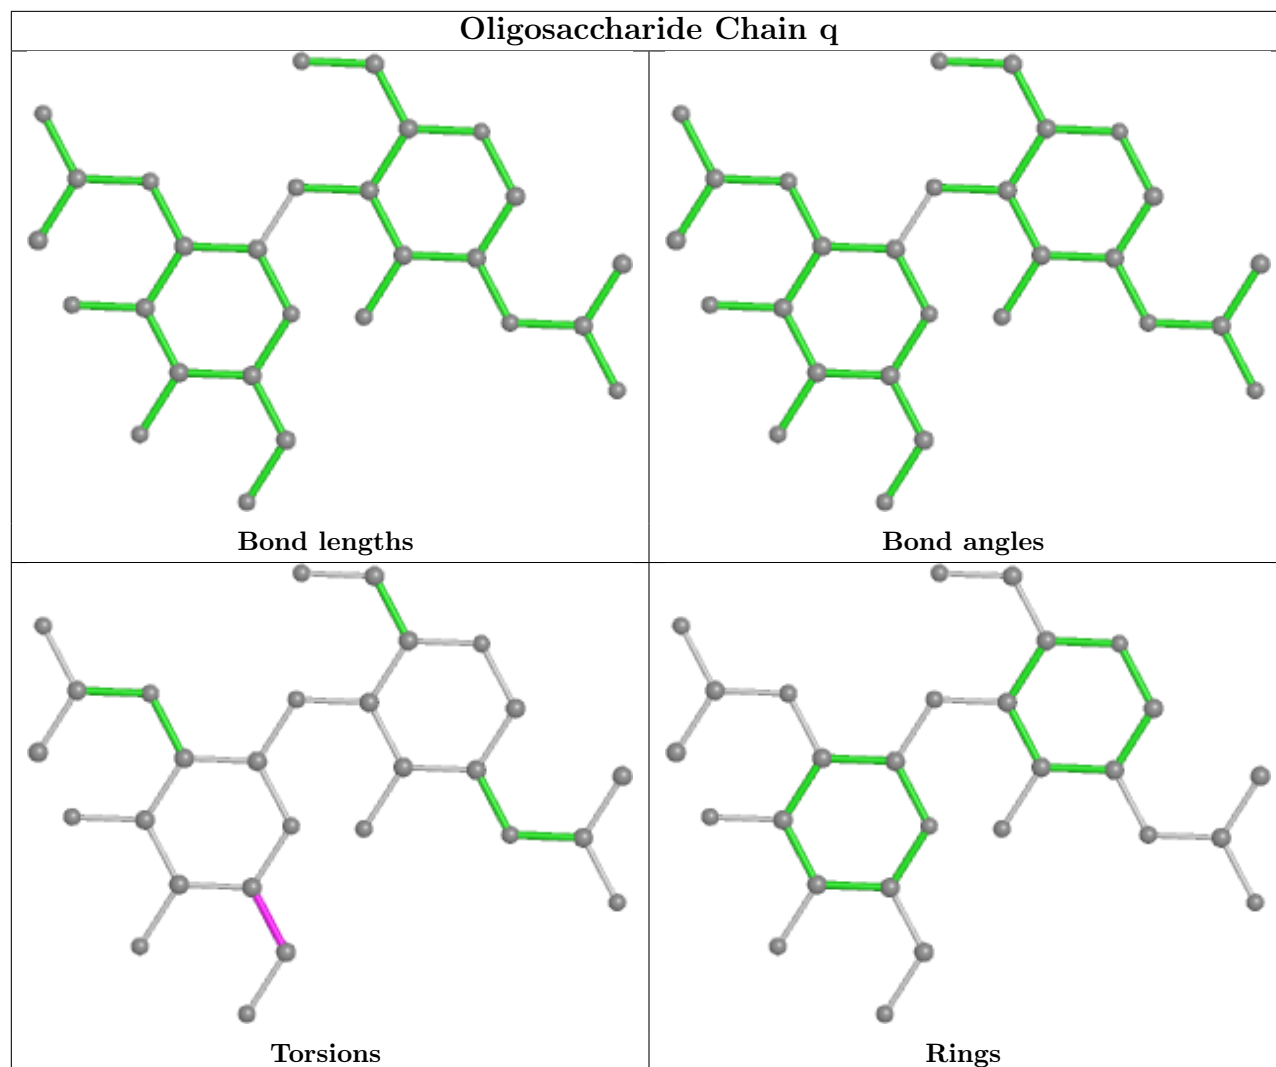 Oligosaccharide Chain q
Bond lengths
Bond angles
Torsions
Rings